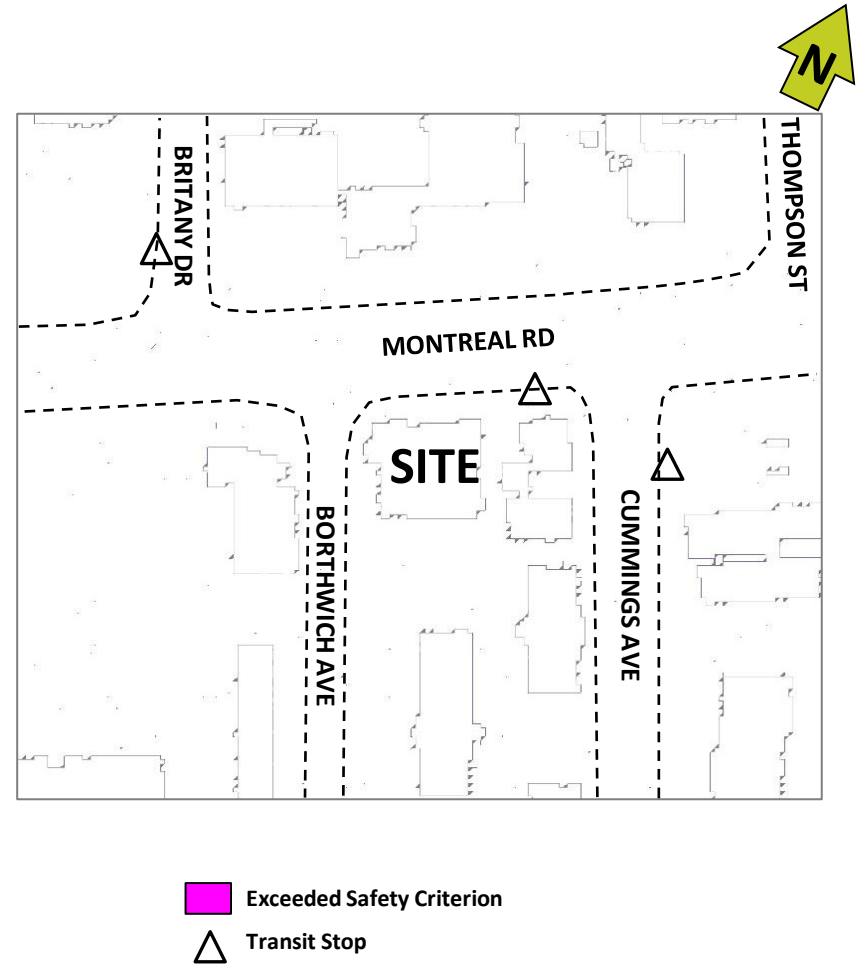 N
BRITANY DR
THOMPSON ST
MONTREAL RD
SITE
BORTHWICH AVE
CUMMINGS AVE
Exceeded Safety Criterion
Transit Stop